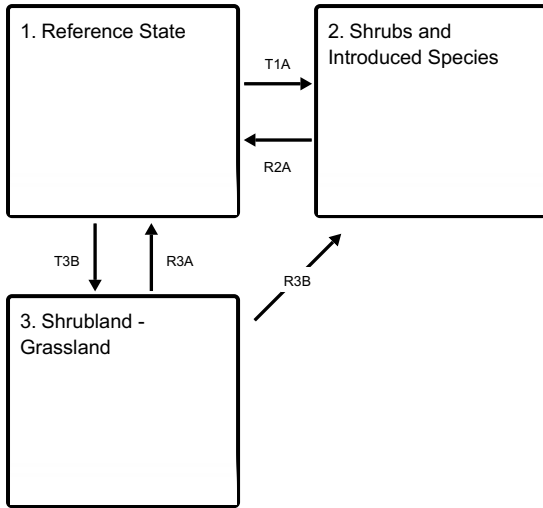 1. Reference State
2. Shrubs and
Introduced Species
T1A
R2A
T3B
R3A
R3B
3. Shrubland -
Grassland